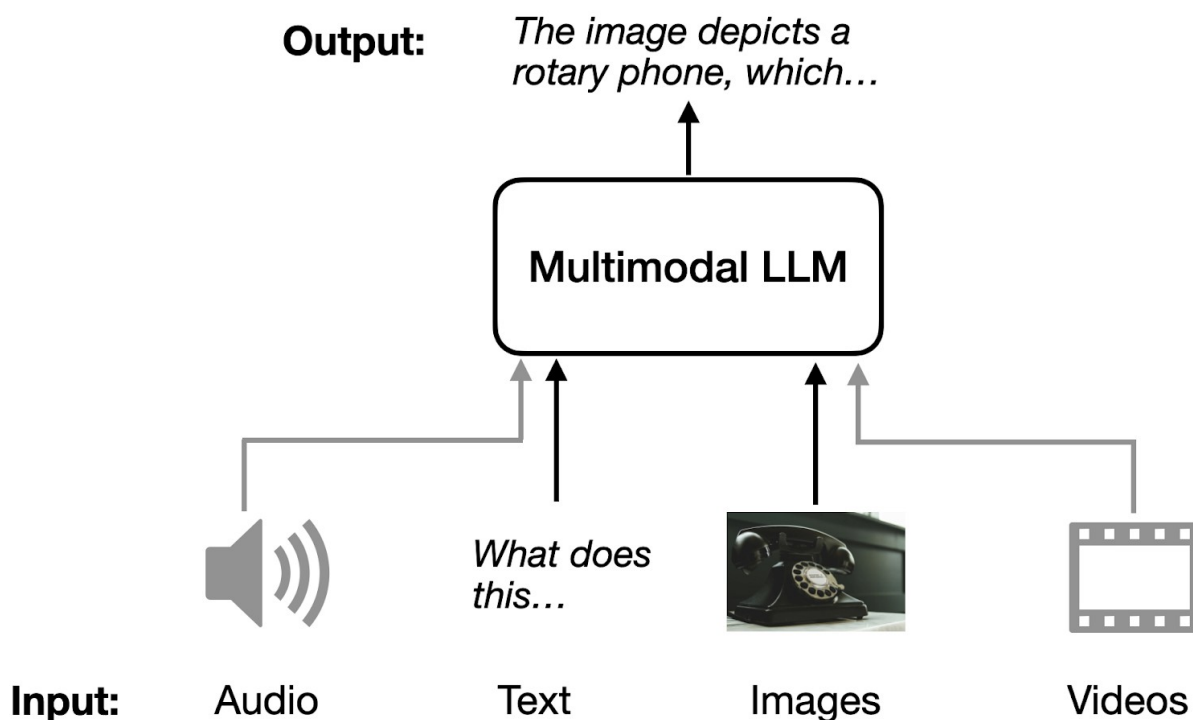 Output:
The image depicts a
rotary phone, which…
Multimodal LLM
What does
this…
Input:
Audio
Text
Images
Videos